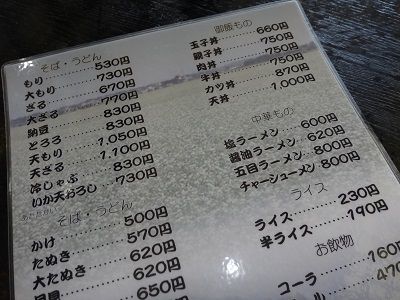 そば・うどん
もり 530円
大もり 730円
ざる 670円
大ざる 770円
納豆 830円
とろろ 830円
天もり 1,050円
天ざる 1,100円
冷しゃぶ 830円
いか天おろし 730円
あたたかい
そば・うどん
かけ 500円
たぬき 570円
大たぬき 620円
620円
650円
御飯もの
玉子丼 660円
親子丼 750円
肉丼 750円
牛丼 750円
カツ丼 870円
天丼 1,000円
中華もの
塩ラーメン 600円
醤油ラーメン 620円
五目ラーメン 800円
チャーシューメン 800円
ライス
ライス 230円
半ライス 190円
お飲物
コーラ 160円
470